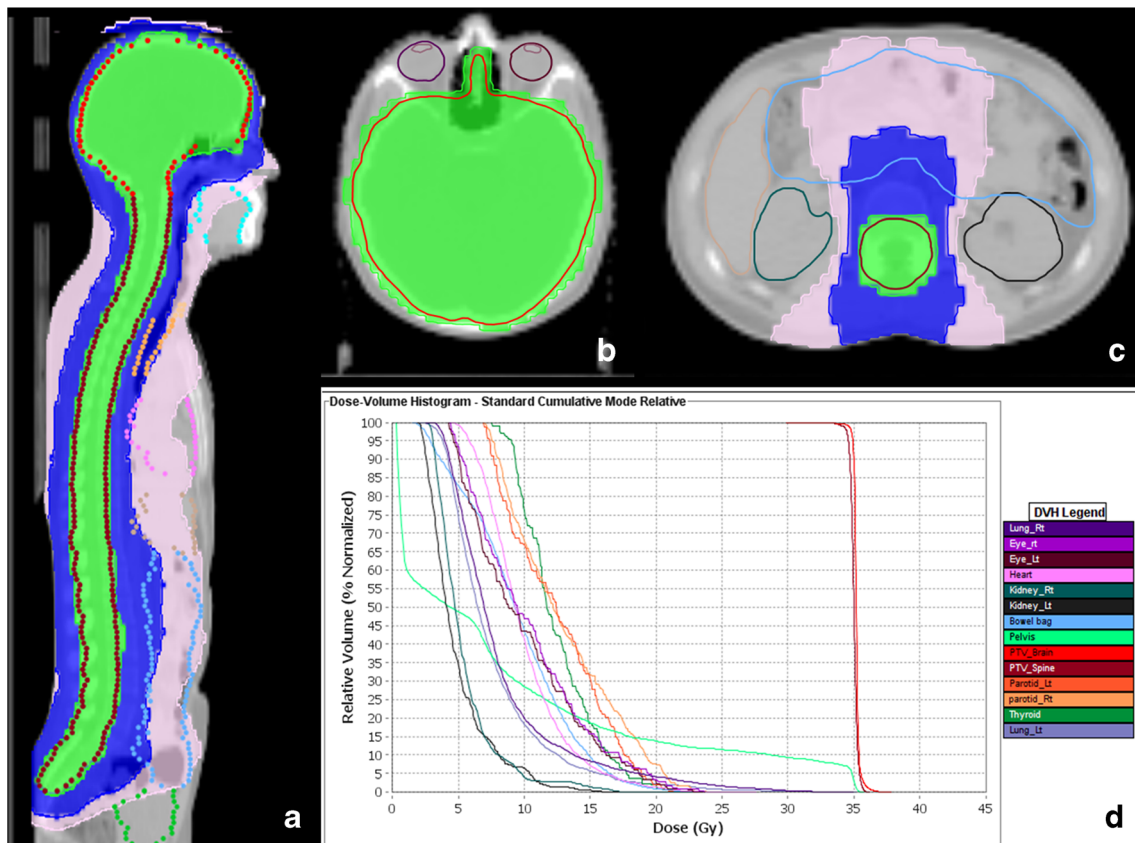 b
c
a
Dose-Volume Histogram - Standard Cumulative Mode Relative
100
95
90
85
80
75
70
65
60
55
50
45
40
35
30
25
20
15
10
5
0
Relative Volume (% Normalized)
0 5 10 15 20 25 30 35 40 45
Dose (Gy)
DVH Legend
Lung_Rt
Eye_rt
Eye_Lt
Heart
Kidney_Rt
Kidney_Lt
Bowel bag
Pelvis
PTV_Brain
PTV_Spine
Parotid_Lt
parotid_Rt
Thyroid
Lung_Lt
d